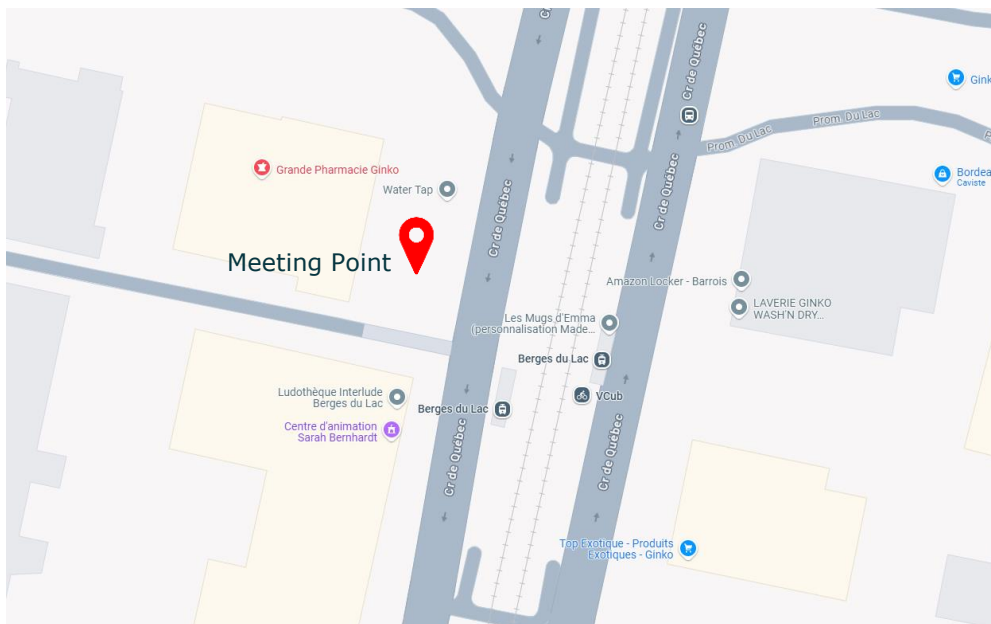 Cr de Québec
Cr de Québec
Gink
Prom. Du Lac
Prom. Du Lac
P
Grande Pharmacie Ginko
Water Tap
Bordea
Caviste
Cr de Québec
Cr de Québec
Meeting Point
Amazon Locker - Barrois
LAVERIE GINKO
WASH'N DRY...
Les Mugs d'Emma
(personnalisation Made...
Berges du Lac
Ludothèque Interlude
Berges du Lac
VCub
Berges du Lac
Centre d'animation
Sarah Bernhardt
Cr de Québec
Cr de Québec
Top Exotique - Produits
Exotiques - Ginko